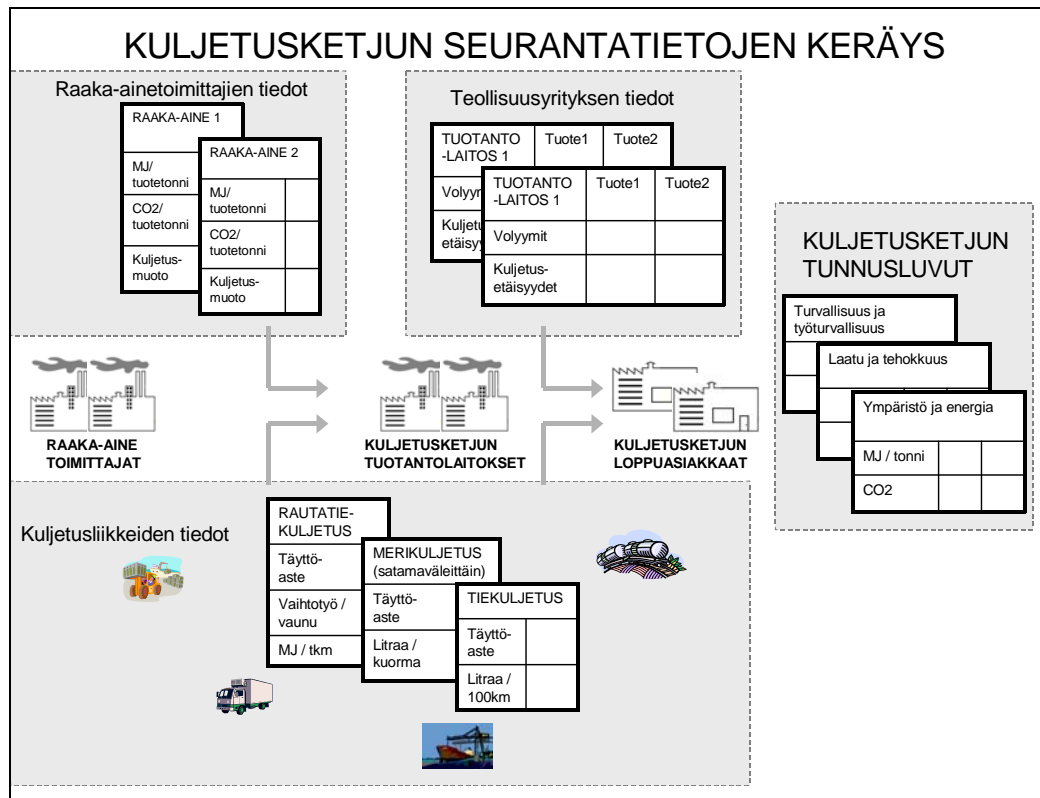 KULJETUSKETJUN SEURANTATIETOJEN KERÄYS
Raaka-ainetoimittajien tiedot
RAAKA-AINE 1
MJ/
tuotetonni
CO2/
tuotetonni
Kuljetus-
muoto
RAAKA-AINE 2
MJ/
tuotetonni
CO2/
tuotetonni
Kuljetus-
muoto
Teollisuusyrityksen tiedot
TUOTANTO
-LAITOS 1
Tuote1
Tuote2
TUOTANTO
-LAITOS 1
Tuote1
Tuote2
Volyymit
Kuljetus-
etäisyydet
KULJETUSKETJUN
TUNNUSLUVUT
Turvallisuus ja
työturvallisuus
Laatu ja tehokkuus
Ympäristö ja energia
MJ / tonni
CO2
RAAKA-AINE
TOIMITTAJAT
KULJETUSKETJUN
TUOTANTOLAITOKSET
KULJETUSKETJUN
LOPPUASIAKKAAT
Kuljetusliikkeiden tiedot
RAUTATIE-
KULJETUS
Täyttö-
aste
Vaihtotyö /
vaunu
MJ / tkm
MERIKULJETUS
(satamaväleittäin)
Täyttö-
aste
Litraa /
kuorma
TIEKULJETUS
Täyttö-
aste
Litraa /
100km